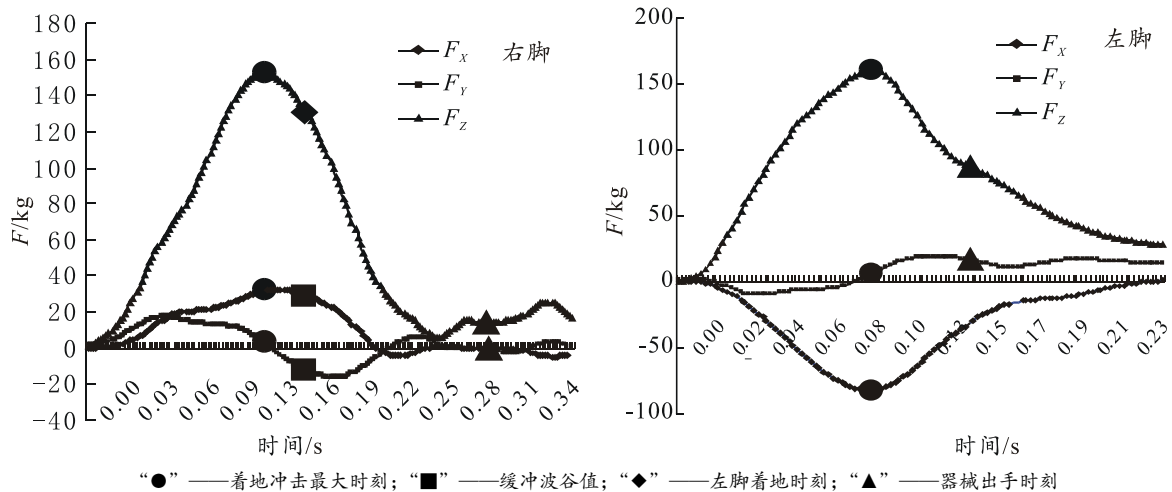 180
160
140
120
100
80
60
40
20
0
-20
-40
F/kg
F_X
F_Y
F_Z
右脚
0.00 0.03 0.06 0.09 0.13 0.16 0.19 0.22 0.25 0.28 0.31 0.34
时间/s
200
150
100
50
0
-50
-100
F/kg
F_X
F_Y
F_Z
左脚
0.00 0.02 0.04 0.06 0.08 0.10 0.12 0.15 0.17 0.19 0.21 0.23
时间/s
“●”——着地冲击最大时刻；“■”——缓冲波谷值；“◆”——左脚着地时刻；“▲”——器械出手时刻